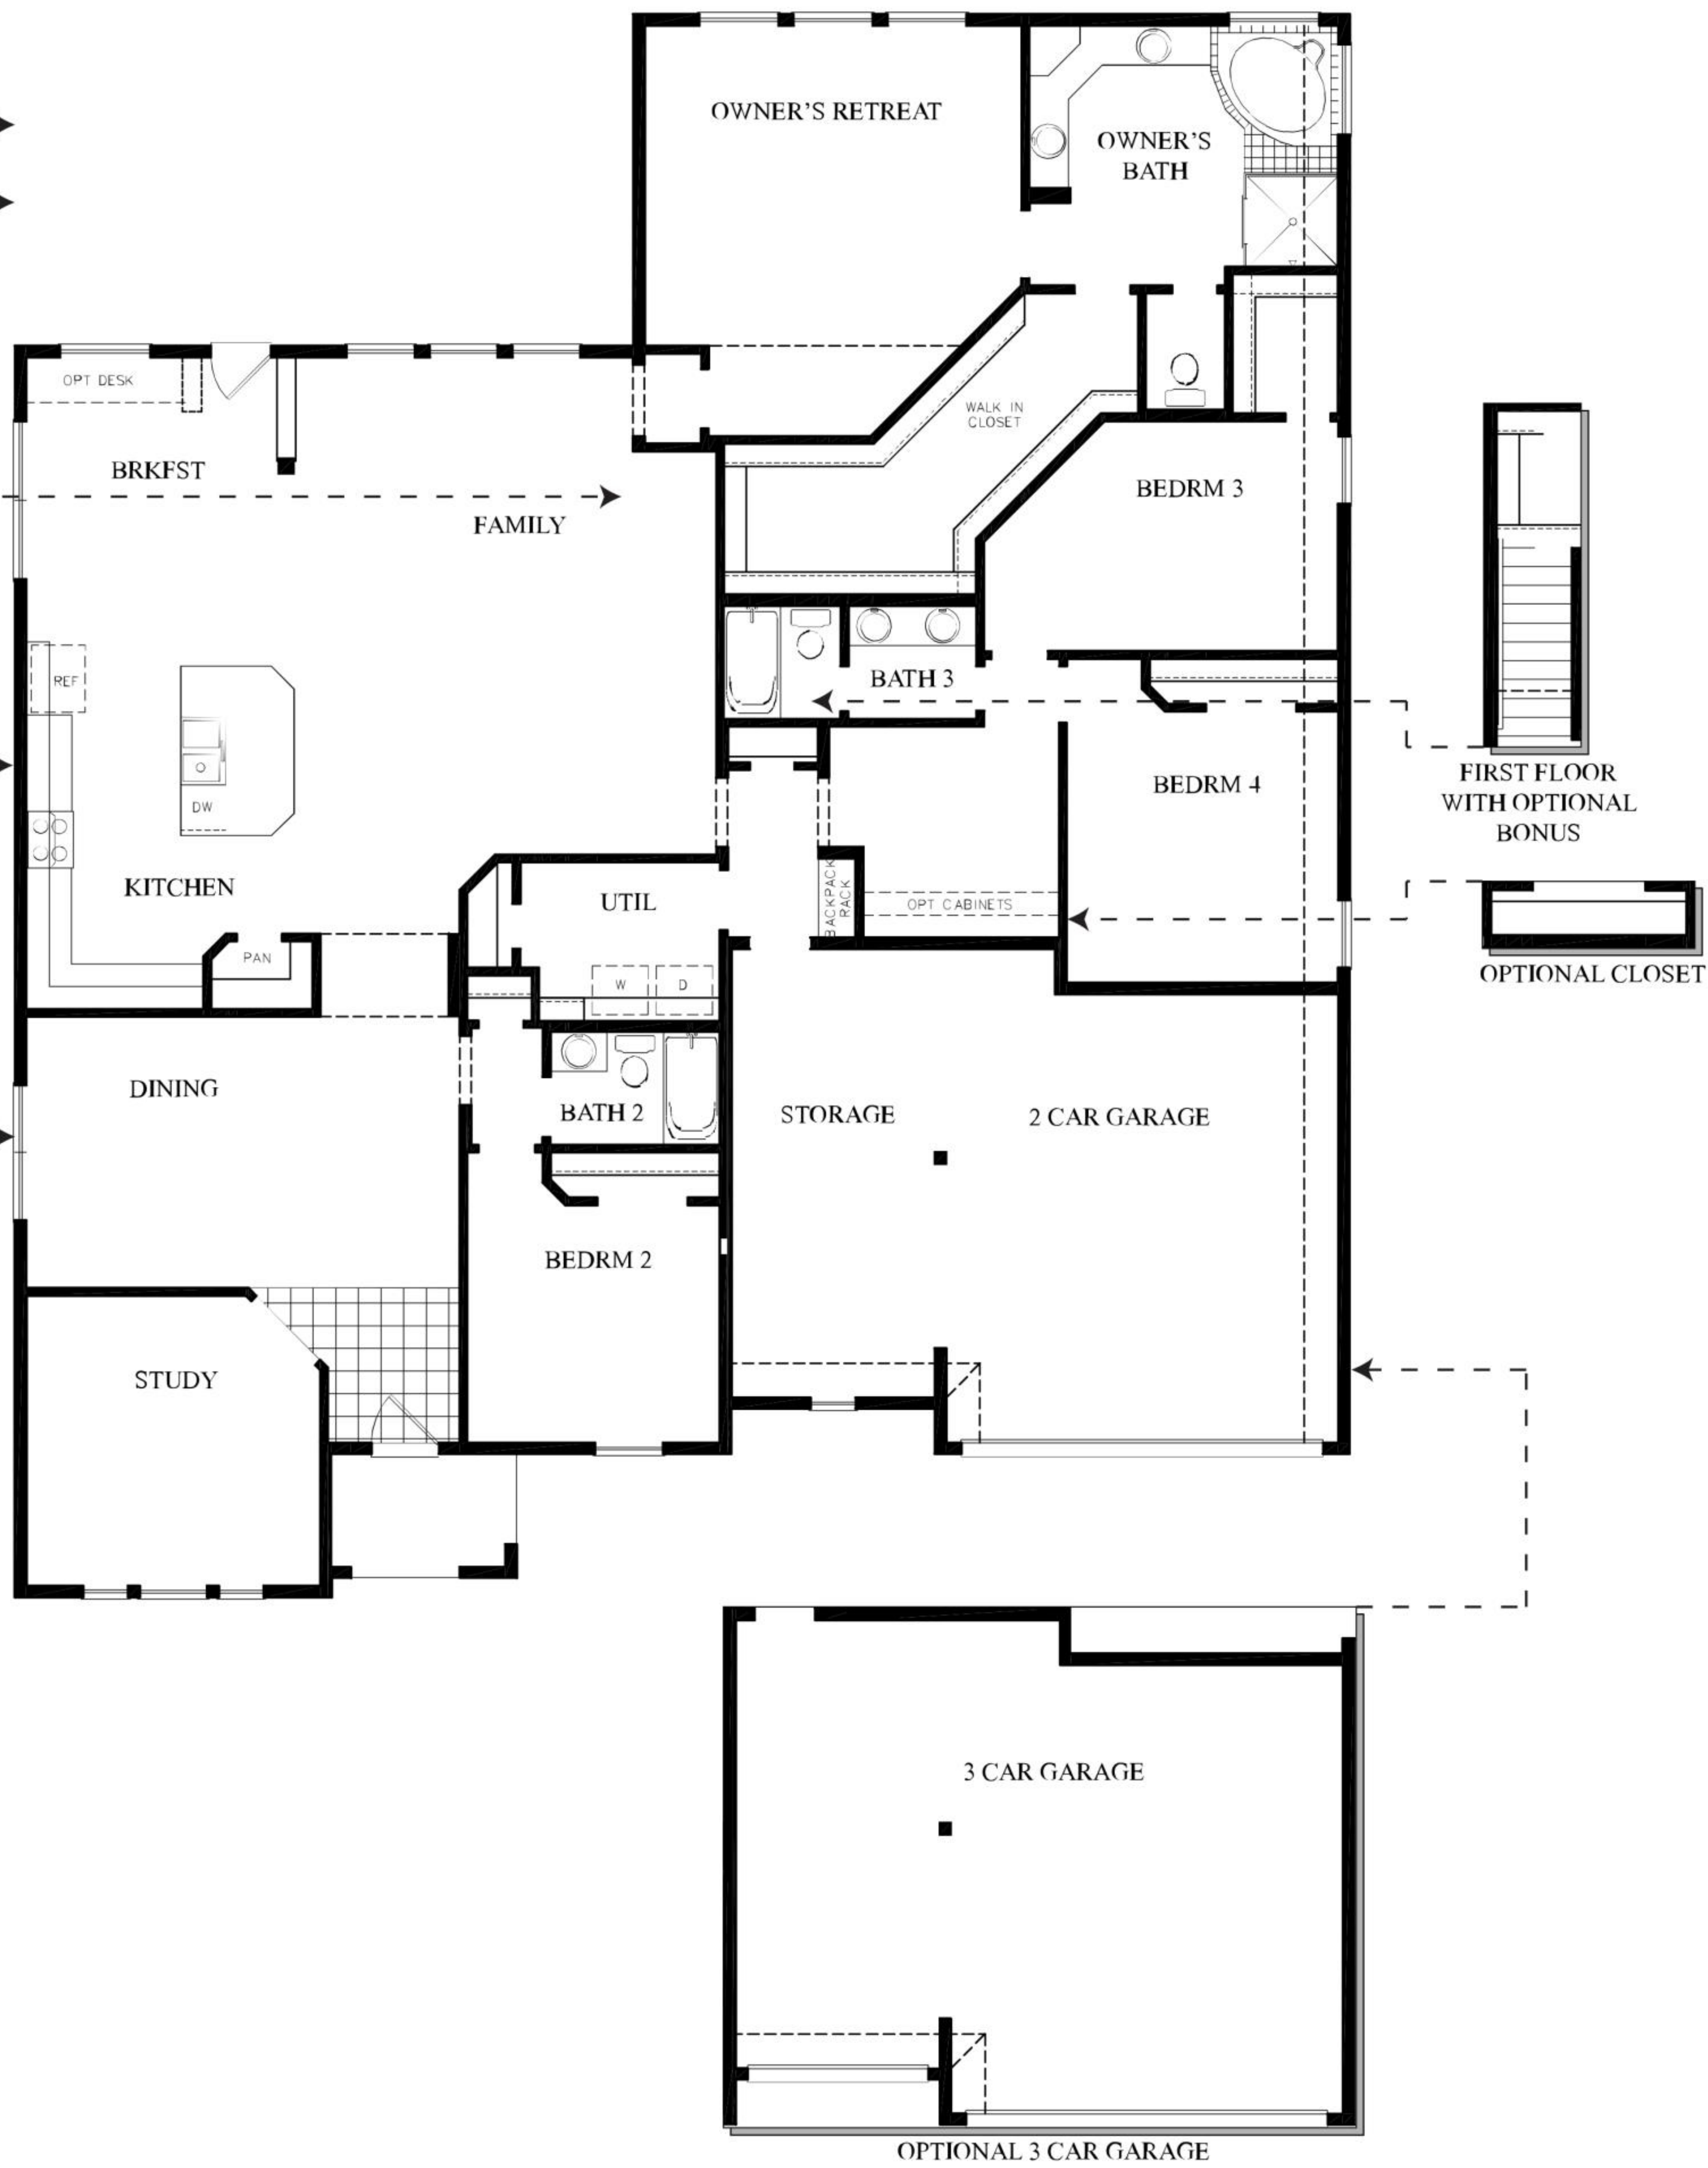 OWNER'S RETREAT
OWNER'S
BATH
OPT DESK
WALK IN
CLOSET
BRKFST
BEDRM 3
FAMILY
REF
BATH 3
FIRST FLOOR
WITH OPTIONAL
BONUS
BEDRM 4
DW
KITCHEN
UTIL
BACKPACK
RACK
OPT CABINETS
PAN
W
D
OPTIONAL CLOSET
DINING
BATH 2
STORAGE
2 CAR GARAGE
BEDRM 2
STUDY
3 CAR GARAGE
OPTIONAL 3 CAR GARAGE